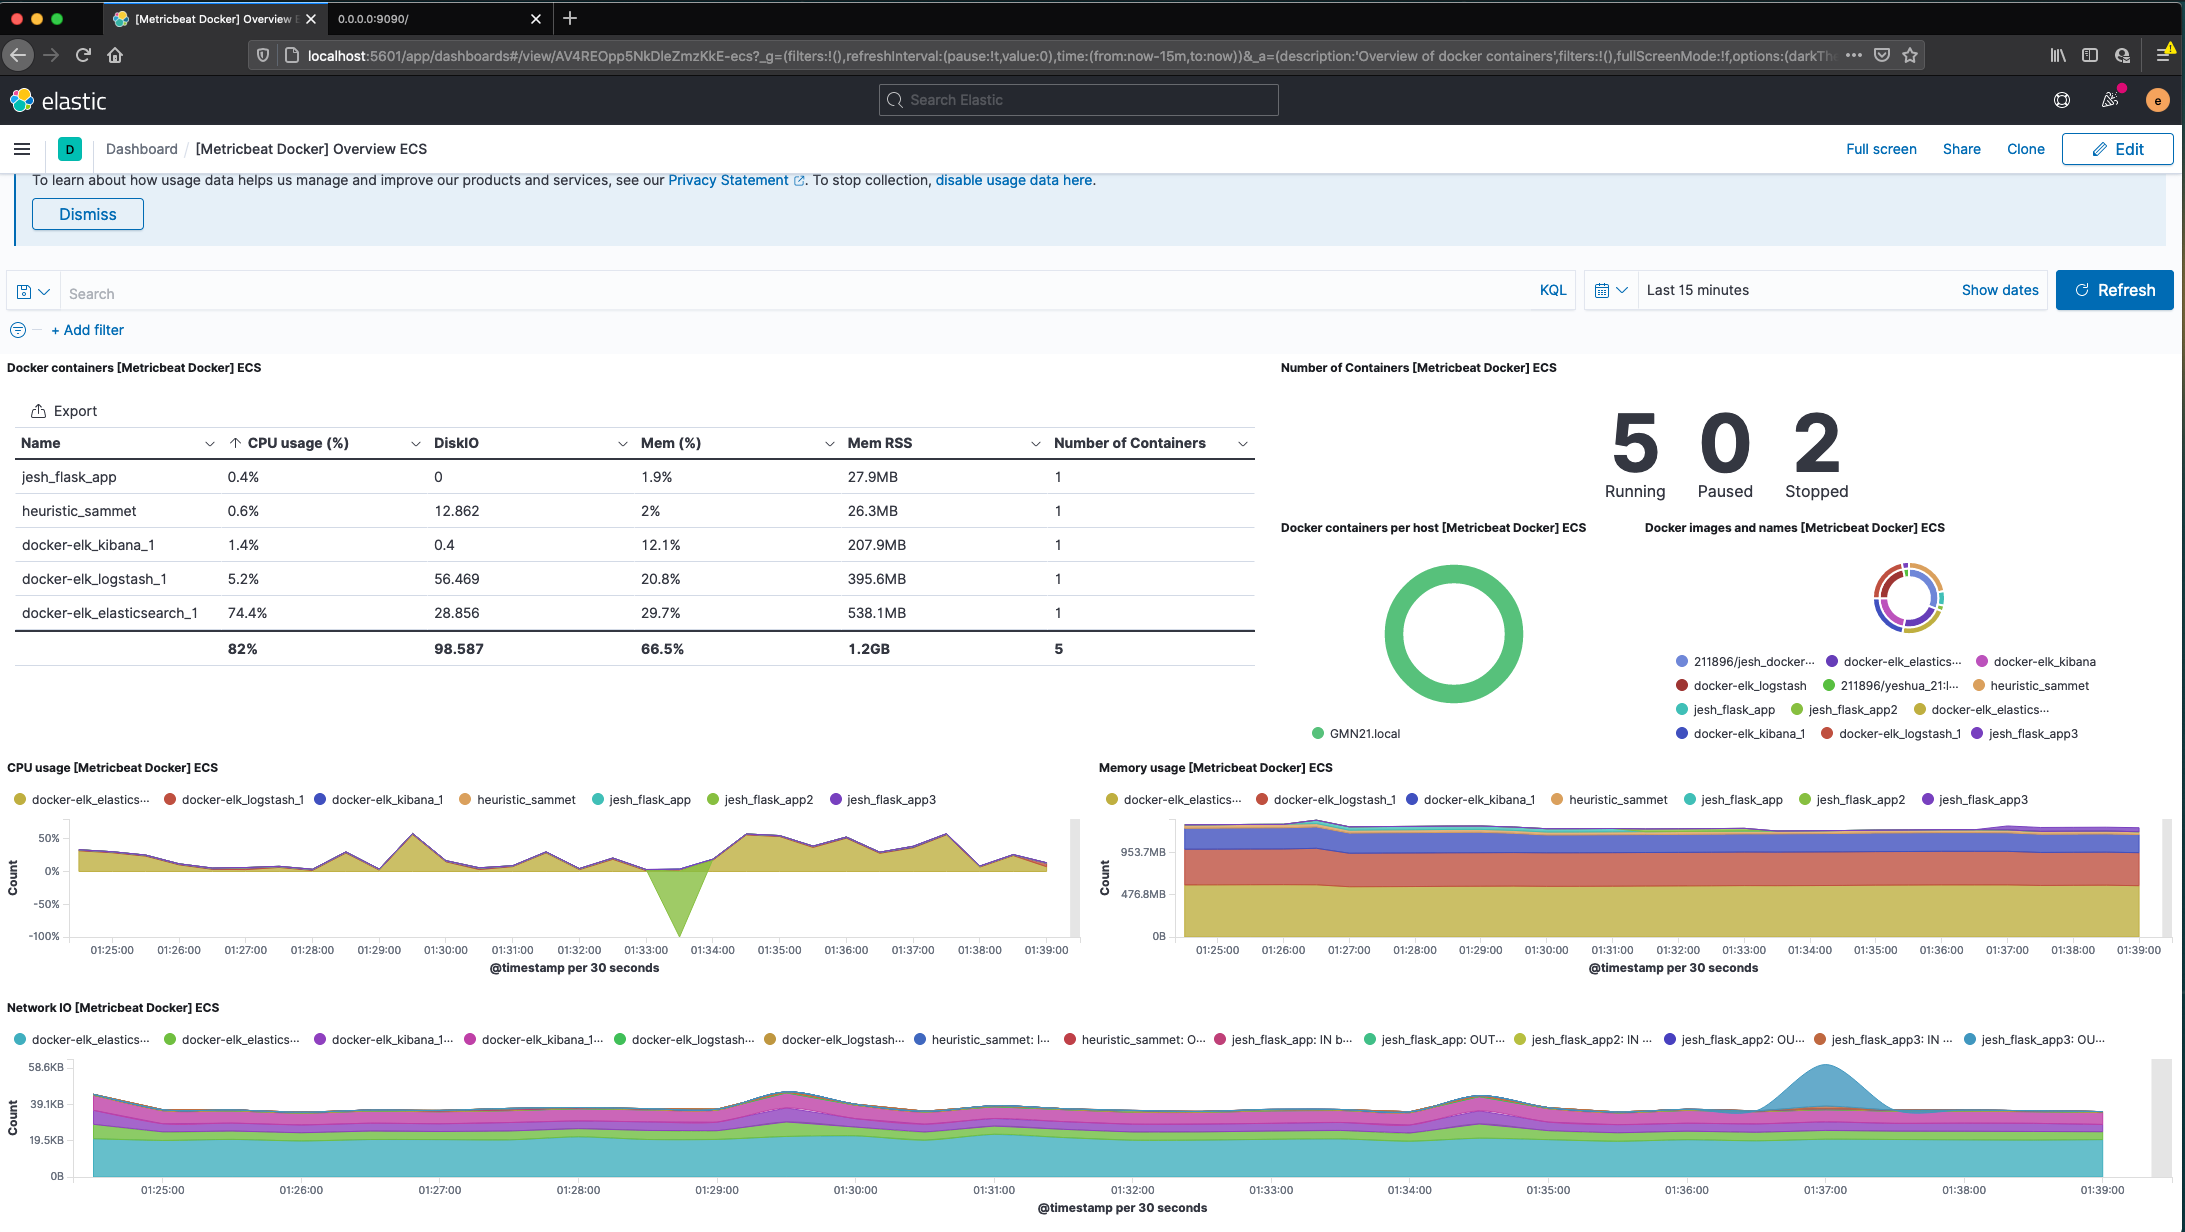 [Metricbeat Docker] Overview E
0.0.0.0:9090/
localhost:5601/app/dashboards#/view/AV4REOpp5NkDleZmzKkE-ecs?_g=(filters:!(),refreshInterval:(pause:!t,value:0),time:(from:now-15m,to:now))&_a=(description:'Overview of docker containers',filters:!(),fullScreenMode:!f,options:(darkThe
elastic
Search Elastic
e
D
Dashboard / [Metricbeat Docker] Overview ECS
Full screen Share Clone Edit
To learn about how usage data helps us manage and improve our products and services, see our Privacy Statement. To stop collection, disable usage data here.
Dismiss
Search KQL Last 15 minutes Show dates Refresh
+ Add filter
Docker containers [Metricbeat Docker] ECS
Export
Name CPU usage (%) DiskIO Mem (%) Mem RSS Number of Containers
jesh_flask_app 0.4% 0 1.9% 27.9MB 1
heuristic_sammet 0.6% 12.862 2% 26.3MB 1
docker-elk_kibana_1 1.4% 0.4 12.1% 207.9MB 1
docker-elk_logstash_1 5.2% 56.469 20.8% 395.6MB 1
docker-elk_elasticsearch_1 74.4% 28.856 29.7% 538.1MB 1
82% 98.587 66.5% 1.2GB 5
Number of Containers [Metricbeat Docker] ECS
5 0 2
Running Paused Stopped
Docker containers per host [Metricbeat Docker] ECS
GMN21.local
Docker images and names [Metricbeat Docker] ECS
211896/jesh_docker··· docker-elk_elastics··· docker-elk_kibana
docker-elk_logstash 211896/yeshua_21:l··· heuristic_sammet
jesh_flask_app jesh_flask_app2 docker-elk_elastics···
docker-elk_kibana_1 docker-elk_logstash_1 jesh_flask_app3
CPU usage [Metricbeat Docker] ECS
docker-elk_elastics··· docker-elk_logstash_1 docker-elk_kibana_1 heuristic_sammet jesh_flask_app jesh_flask_app2 jesh_flask_app3
50%
0%
-50%
-100%
Count
01:25:00 01:26:00 01:27:00 01:28:00 01:29:00 01:30:00 01:31:00 01:32:00 01:33:00 01:34:00 01:35:00 01:36:00 01:37:00 01:38:00 01:39:00
@timestamp per 30 seconds
Memory usage [Metricbeat Docker] ECS
docker-elk_elastics··· docker-elk_logstash_1 docker-elk_kibana_1 heuristic_sammet jesh_flask_app jesh_flask_app2 jesh_flask_app3
953.7MB
476.8MB
0B
Count
01:25:00 01:26:00 01:27:00 01:28:00 01:29:00 01:30:00 01:31:00 01:32:00 01:33:00 01:34:00 01:35:00 01:36:00 01:37:00 01:38:00 01:39:00
@timestamp per 30 seconds
Network IO [Metricbeat Docker] ECS
docker-elk_elastics··· docker-elk_elastics··· docker-elk_kibana_1··· docker-elk_kibana_1··· docker-elk_logstash··· docker-elk_logstash··· heuristic_sammet: I··· heuristic_sammet: O··· jesh_flask_app: IN b··· jesh_flask_app: OUT··· jesh_flask_app2: IN ··· jesh_flask_app2: OU··· jesh_flask_app3: IN ··· jesh_flask_app3: OU···
58.6KB
39.1KB
19.5KB
0B
Count
01:25:00 01:26:00 01:27:00 01:28:00 01:29:00 01:30:00 01:31:00 01:32:00 01:33:00 01:34:00 01:35:00 01:36:00 01:37:00 01:38:00 01:39:00
@timestamp per 30 seconds